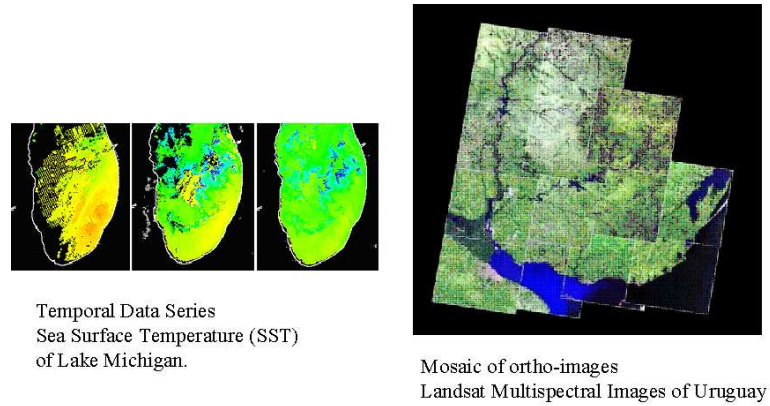 Temporal Data Series
Sea Surface Temperature (SST)
of Lake Michigan.
Mosaic of ortho-images
Landsat Multispectral Images of Uruguay